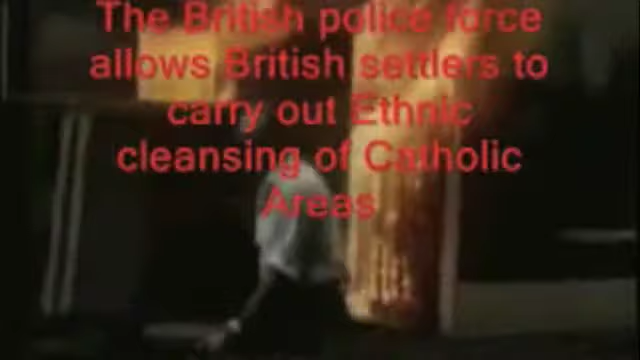 The British police force
allows British settlers to
carry out Ethnic
cleansing of Catholic
Areas